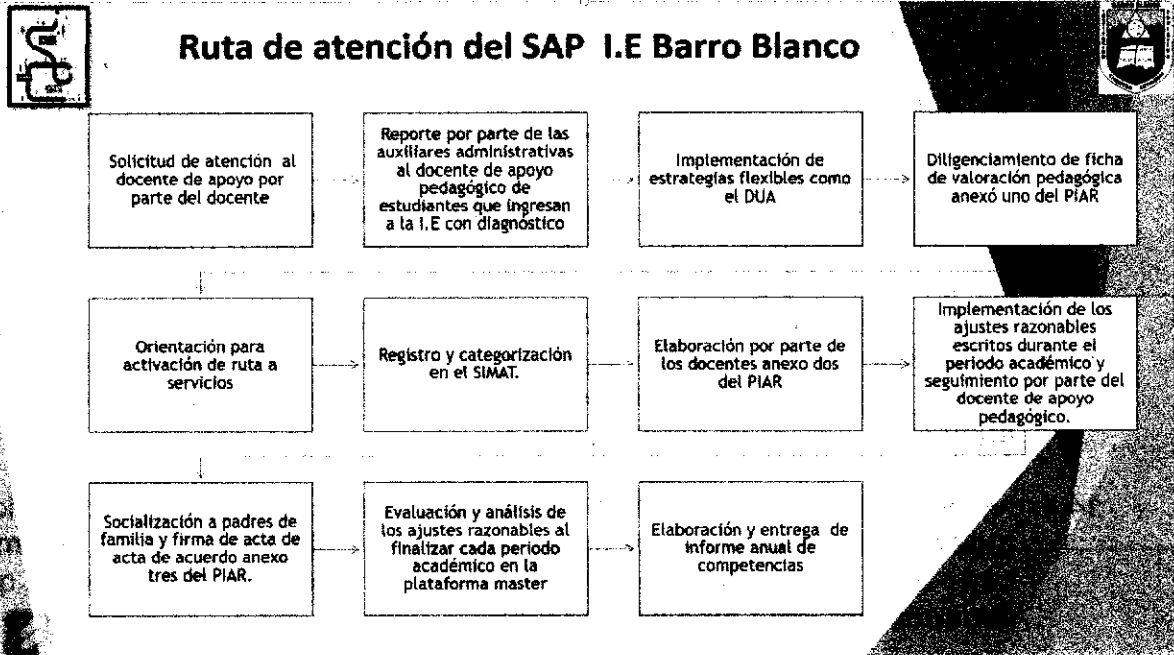 Ruta de atención del SAP I.E Barro Blanco
Solicitud de atención al
docente de apoyo por
parte del docente
Reporte por parte de las
auxiliares administrativas
al docente de apoyo
pedagógico de
estudiantes que ingresan
a la I.E con diagnóstico
Implementación de
estrategias flexibles como
el DUA
Diligenciamiento de ficha
de valoración pedagógica
anexó uno del PIAR
Orientación para
activación de ruta a
servicios
Registro y categorización
en el SIMAT.
Elaboración por parte de
los docentes anexo dos
del PIAR
Implementación de los
ajustes razonables
escritos durante el
periodo académico y
seguimiento por parte del
docente de apoyo
pedagógico.
Socialización a padres de
familia y firma de acta de
acta de acuerdo anexo
tres del PIAR.
Evaluación y análisis de
los ajustes razonables al
finalizar cada periodo
académico en la
plataforma master
Elaboración y entrega de
informe anual de
competencias